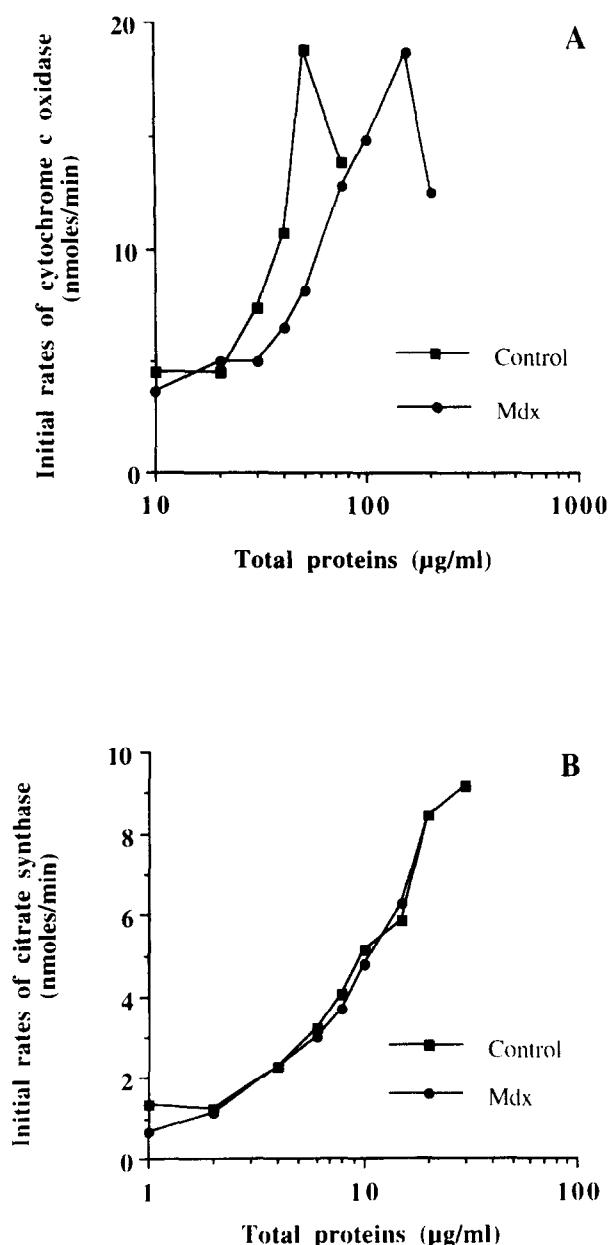 A
Initial rates of cytochrome c oxidase
(nmoles/min)
20
10
0
Control
Mdx
10 100 1000
Total proteins (µg/ml)
B
Initial rates of citrate synthase
(nmoles/min)
10
8
6
4
2
0
Control
Mdx
1 10 100
Total proteins (µg/ml)